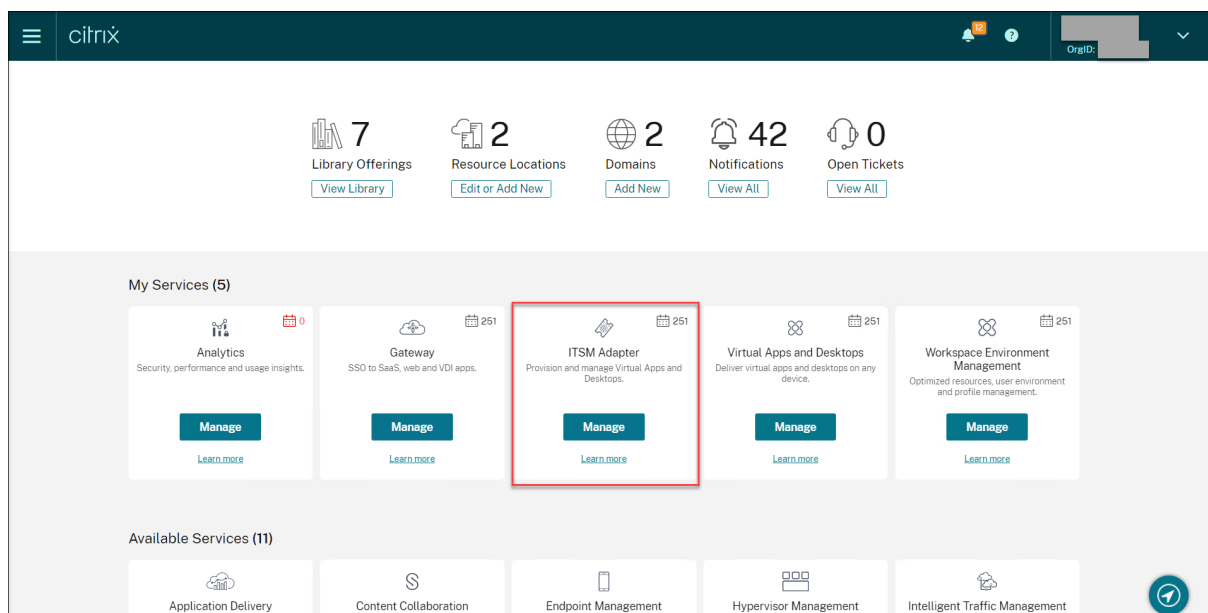 citrix
12
?
OrgID:
7
Library Offerings
View Library
2
Resource Locations
Edit or Add New
2
Domains
Add New
42
Notifications
View All
0
Open Tickets
View All
My Services (5)
0
Analytics
Security, performance and usage insights.
Manage
Learn more
251
Gateway
SSO to SaaS, web and VDI apps.
Manage
Learn more
251
ITSM Adapter
Provision and manage Virtual Apps and
Desktops.
Manage
Learn more
251
Virtual Apps and Desktops
Deliver virtual apps and desktops on any
device.
Manage
Learn more
251
Workspace Environment
Management
Optimized resources, user environment
and profile management.
Manage
Learn more
Available Services (11)
Application Delivery
Content Collaboration
Endpoint Management
Hypervisor Management
Intelligent Traffic Management